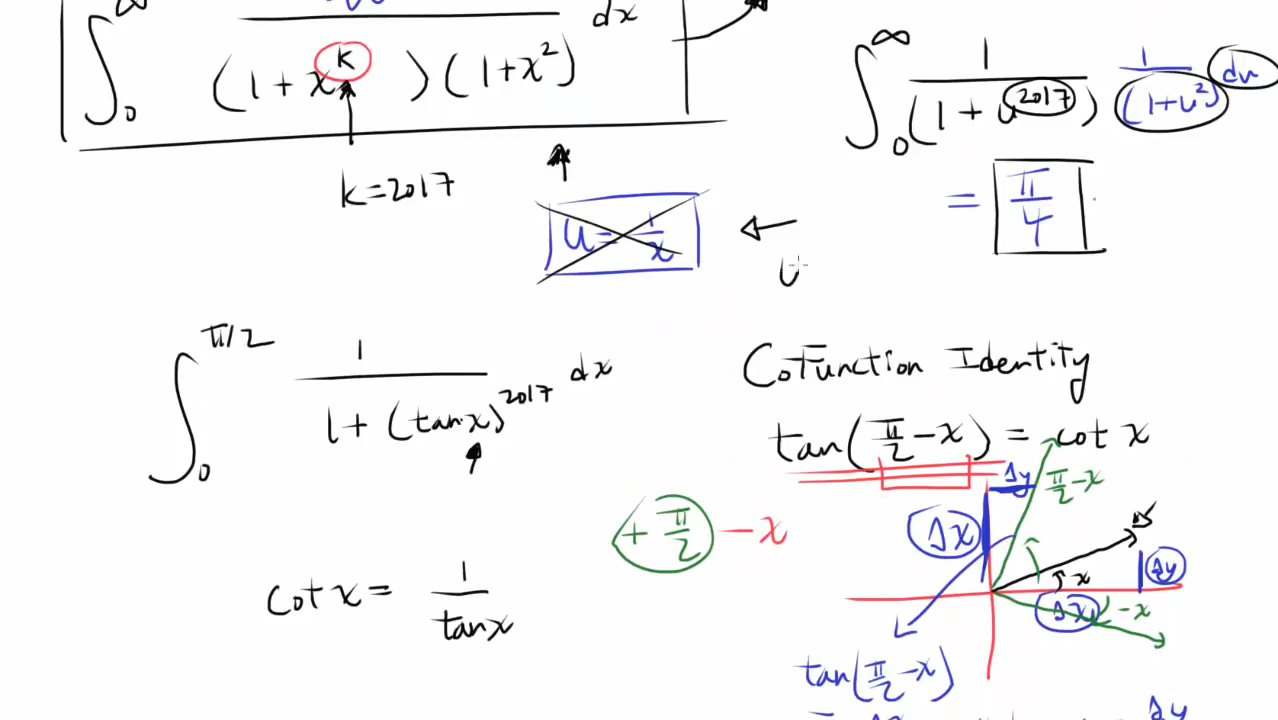 ∫₀^∞ dx
(1 + x^k)(1+x²)
k=2017
∫₀^∞ 1/(1 + u^2017) 1/(1+u²) du
= π/4
u = 1/x
u
∫₀^π/2 1/(1 + (tan x)^2017) dx
Cofunction Identity
tan(π/2 - x) = cot x
Δy
π/2 - x
+ π/2 - x
Δx
x
Δy
Δx
-x
cot x = 1/tan x
tan(π/2 - x)
=
Δy